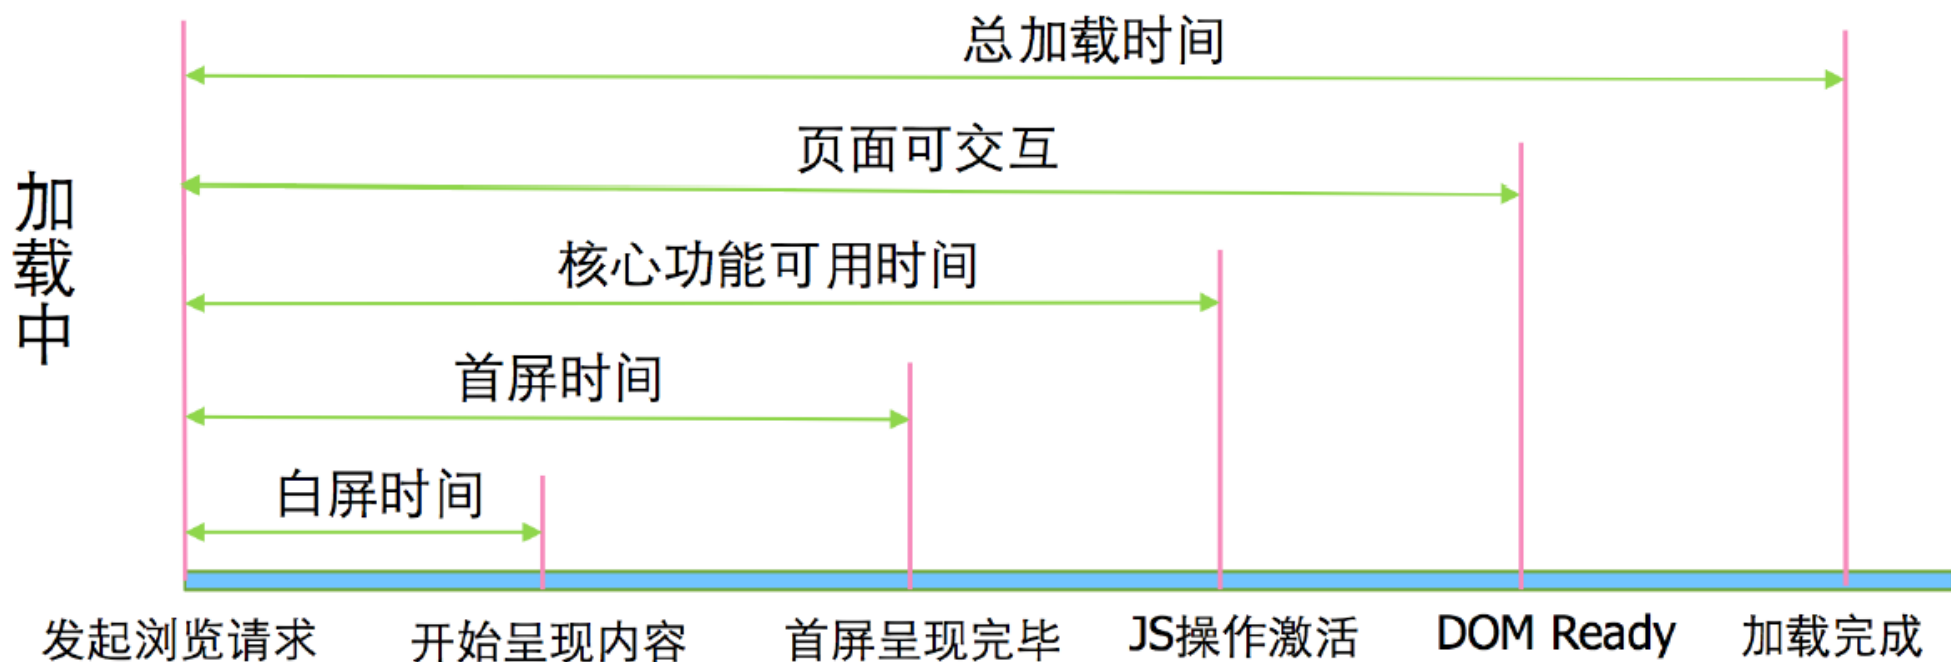 总加载时间
页面可交互
加载中
核心功能可用时间
首屏时间
白屏时间
发起浏览请求
开始呈现内容
首屏呈现完毕
JS操作激活
DOM Ready
加载完成